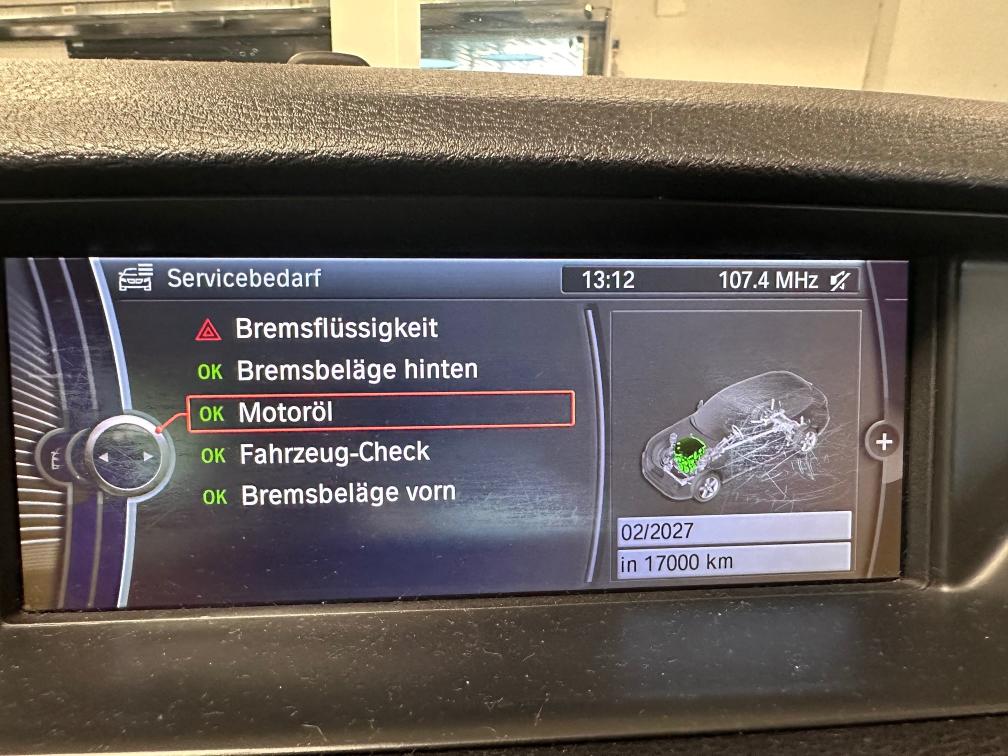 Servicebedarf
13:12
107.4 MHz
Bremsflüssigkeit
OK Bremsbeläge hinten
OK Motoröl
OK Fahrzeug-Check
OK Bremsbeläge vorn
02/2027
in 17000 km